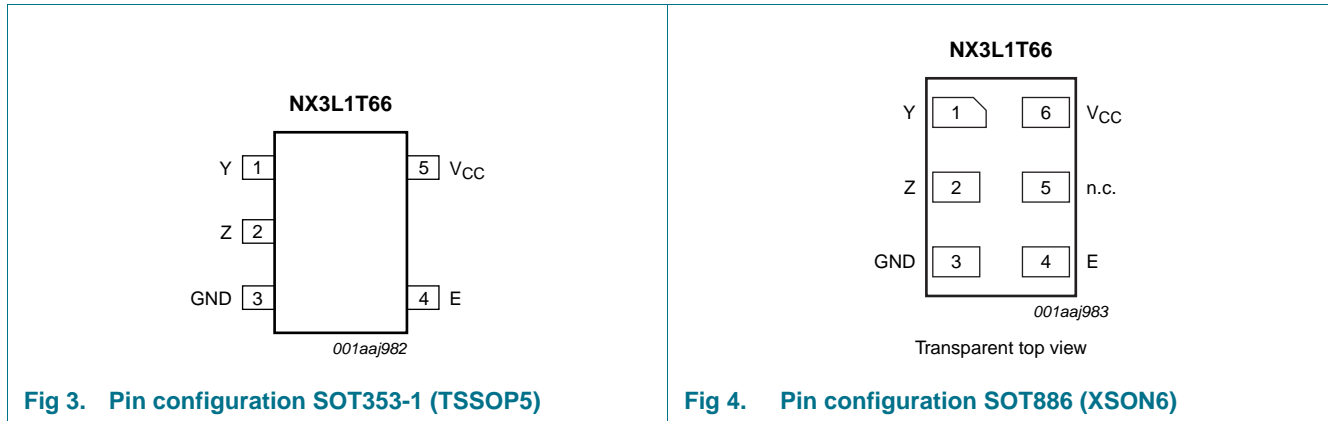 NX3L1T66
Y 1 5 VCC
Z 2
GND 3 4 E
001aaj982
Fig 3. Pin configuration SOT353-1 (TSSOP5)
NX3L1T66
Y 1 6 VCC
Z 2 5 n.c.
GND 3 4 E
001aaj983
Transparent top view
Fig 4. Pin configuration SOT886 (XSON6)